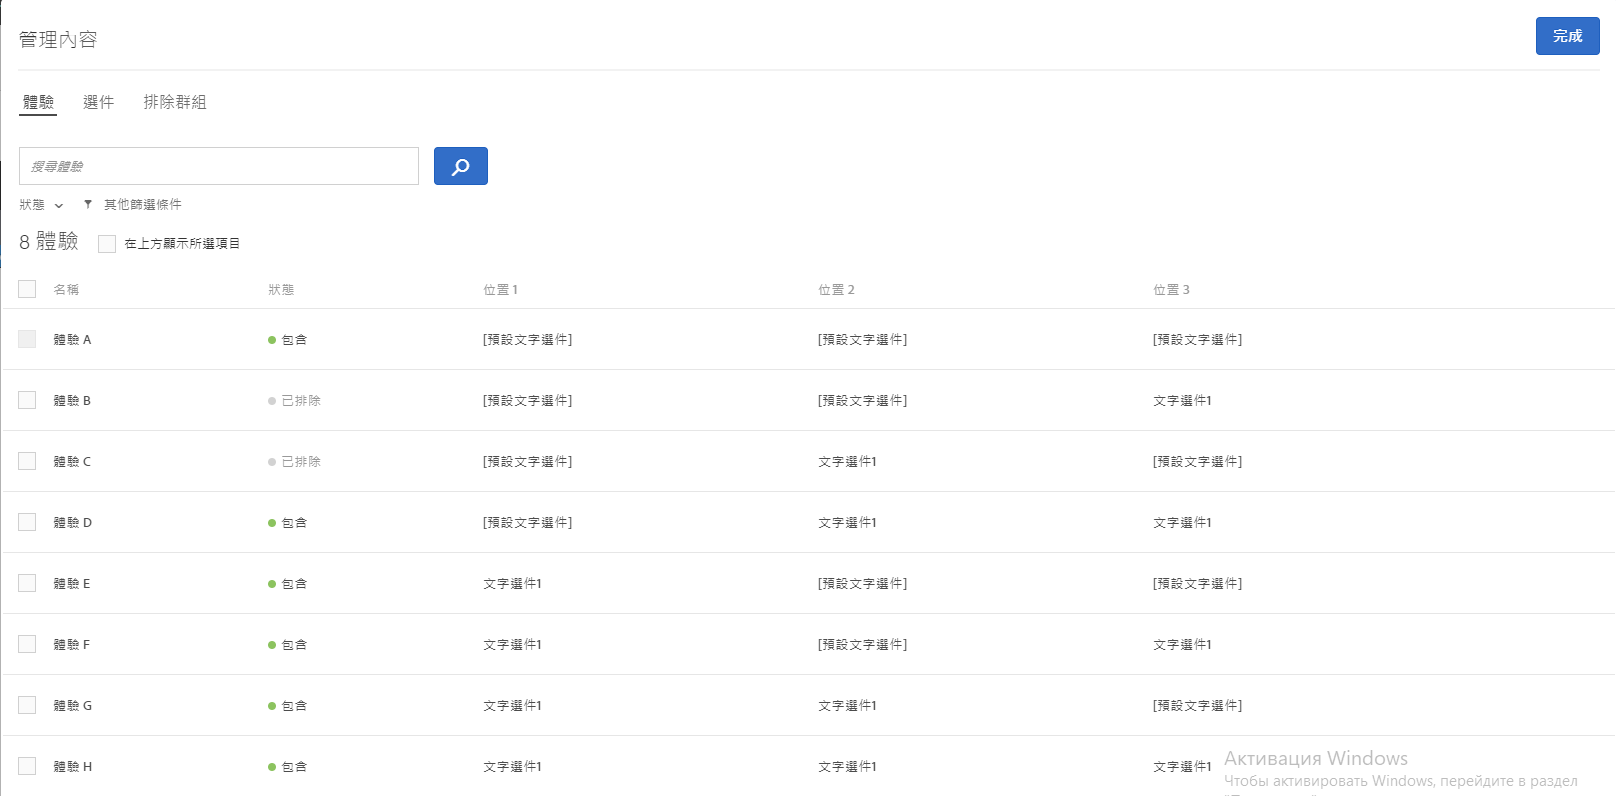 管理內容
完成
體驗 選件 排除群組
搜尋體驗
狀態 其他篩選條件
8 體驗 在上方顯示所選項目
名稱 狀態 位置 1 位置 2 位置 3
體驗 A 包含 [預設文字選件] [預設文字選件] [預設文字選件]
體驗 B 已排除 [預設文字選件] [預設文字選件] 文字選件1
體驗 C 已排除 [預設文字選件] 文字選件1 [預設文字選件]
體驗 D 包含 [預設文字選件] 文字選件1 文字選件1
體驗 E 包含 文字選件1 [預設文字選件] [預設文字選件]
體驗 F 包含 文字選件1 [預設文字選件] 文字選件1
體驗 G 包含 文字選件1 文字選件1 [預設文字選件]
體驗 H 包含 文字選件1 文字選件1 文字選件1
Активация Windows
Чтобы активировать Windows, перейдите в раздел